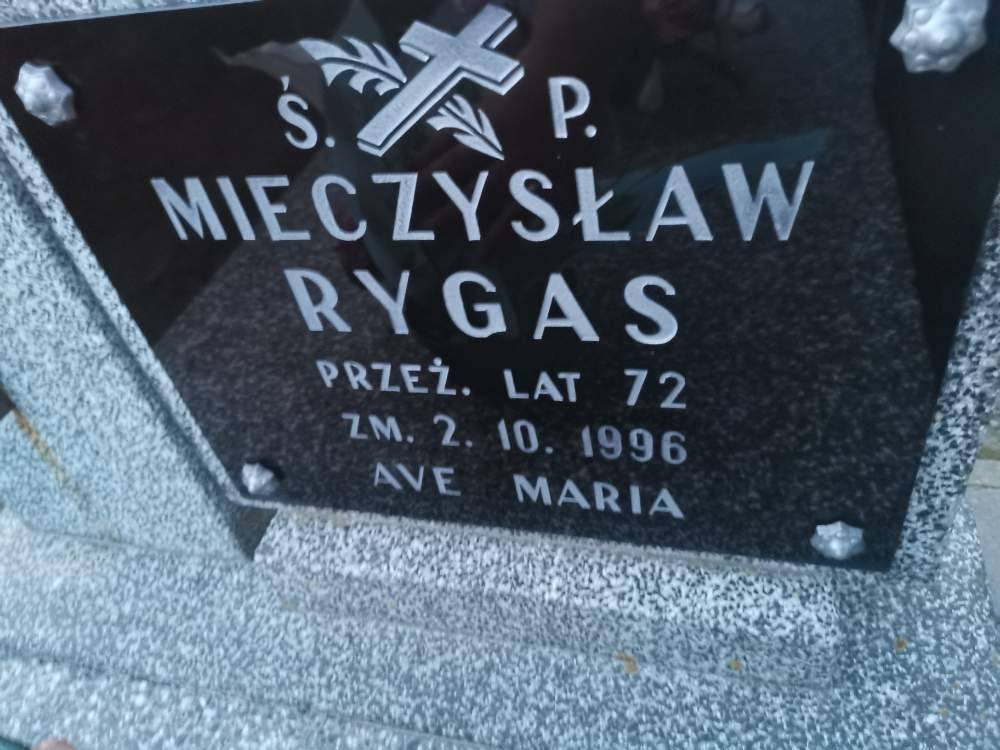 Ś. P.
MIECZYSŁAW
RYGAS
PRZEŻ. LAT 72
ZM. 2. 10. 1996
AVE MARIA